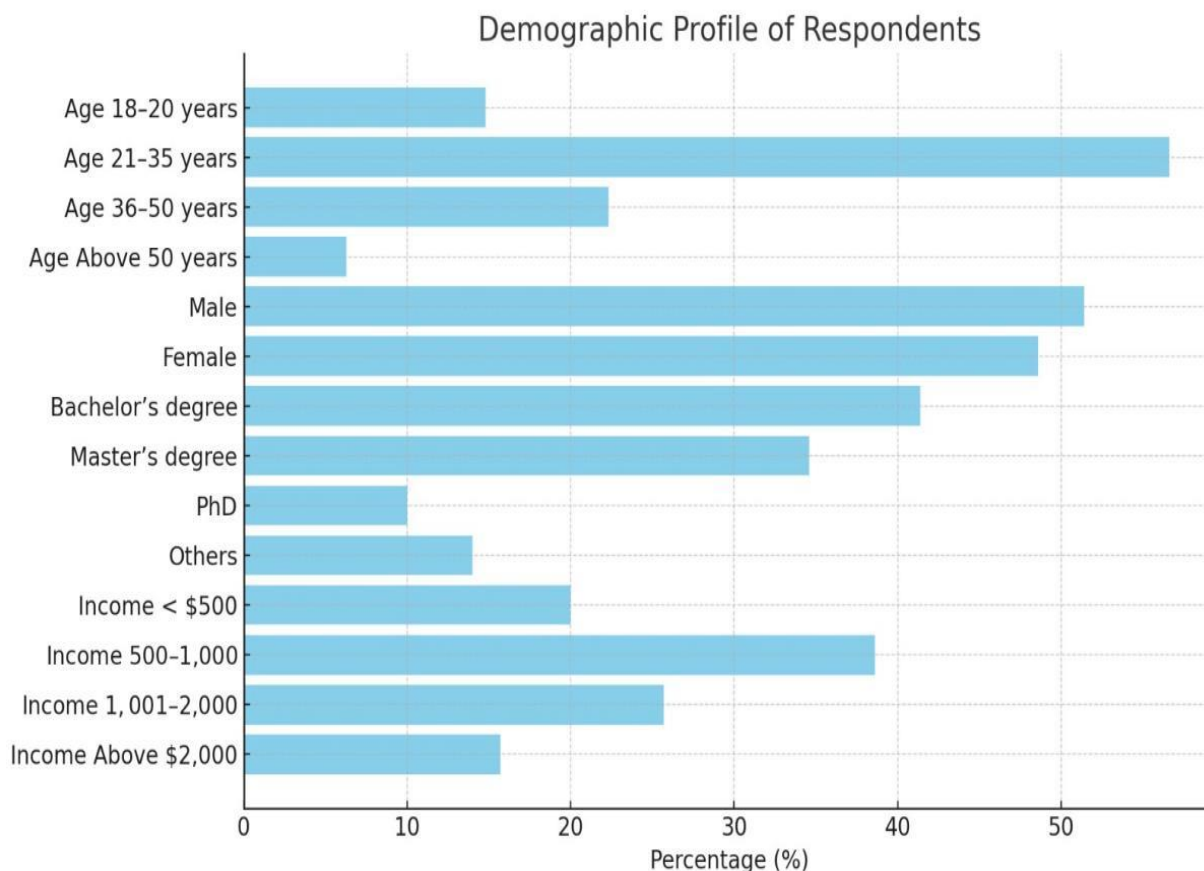 Demographic Profile of Respondents
Age 18–20 years
Age 21–35 years
Age 36–50 years
Age Above 50 years
Male
Female
Bachelor’s degree
Master’s degree
PhD
Others
Income < $500
Income 500–1,000
Income 1, 001–2,000
Income Above $2,000
0 10 20 30 40 50
Percentage (%)